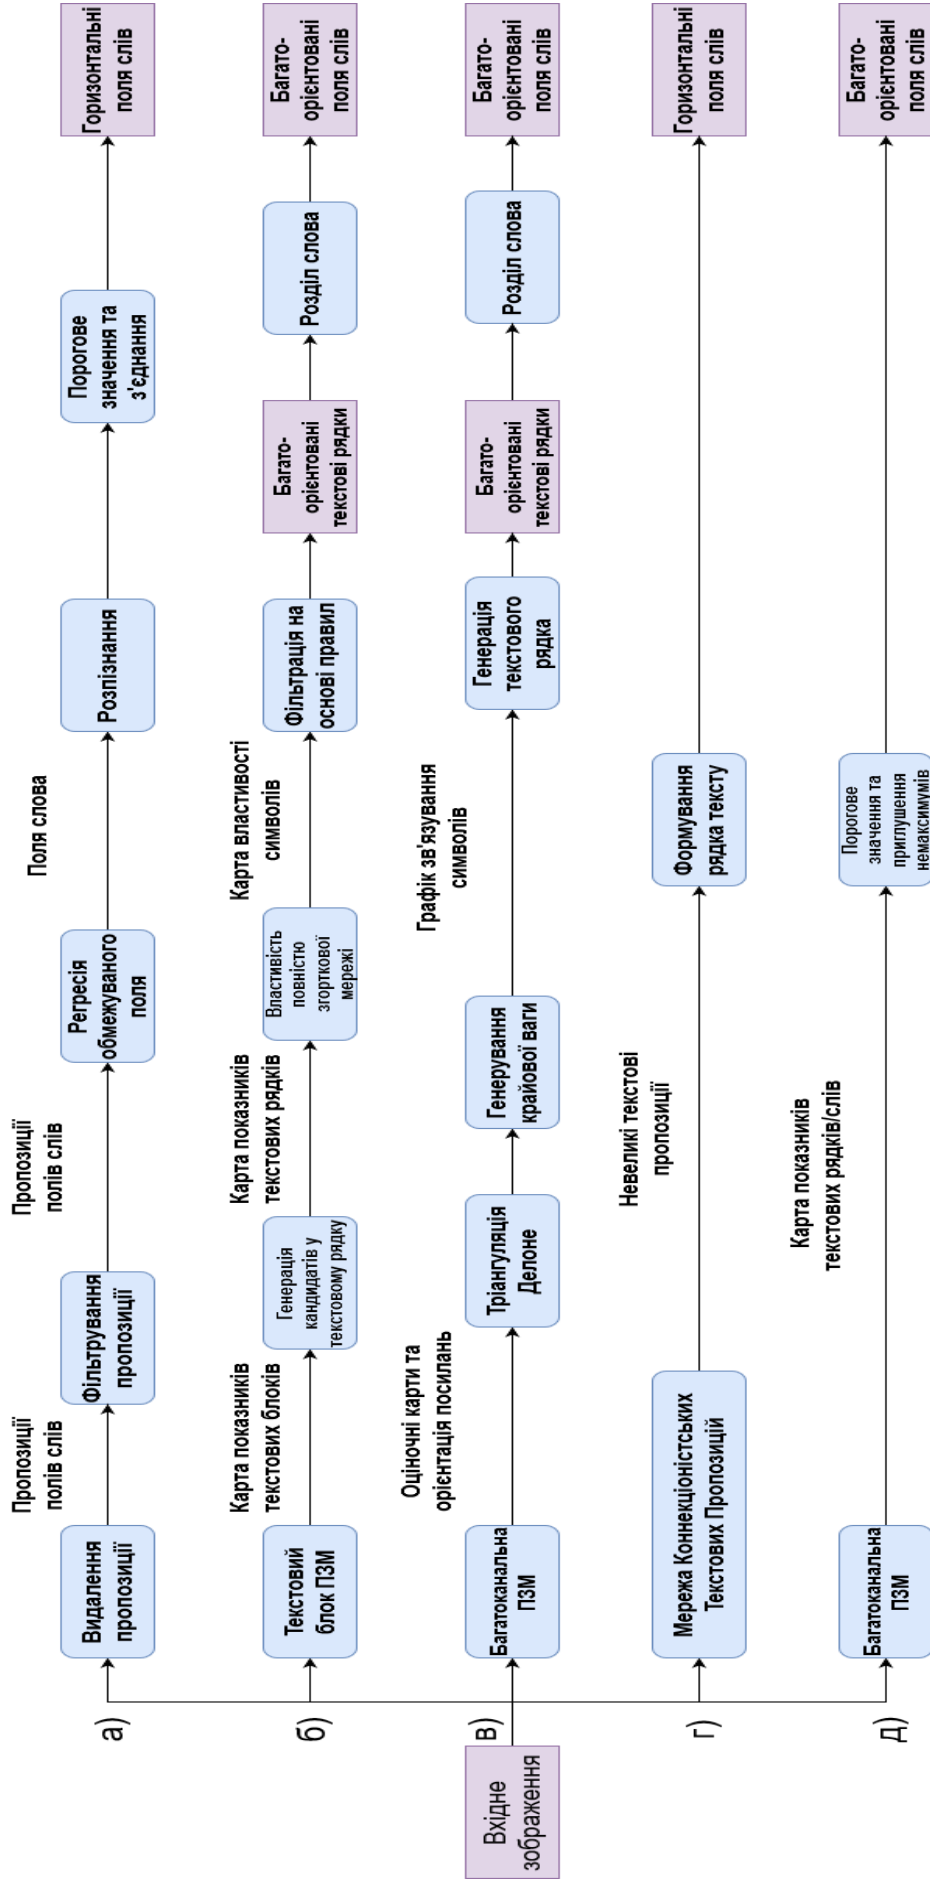 Вхідне
зображення
а)
Видалення
пропозиції
Пропозиції
полів слів
Фільтрування
пропозиції
Пропозиції
полів слів
Регресія
обмежуваного
поля
Поля слова
Розпізнання
Порогове
значення та
з'єднання
Горизонтальні
поля слів
б)
Текстовий
блок ПЗМ
Карта показників
текстових блоків
Генерація
кандидатів у
текстовому рядку
Карта показників
текстових рядків
Властивість
повністю
згорткової
мережі
Карта властивості
символів
Фільтрація на
основі правил
Багато-
орієнтовані
текстові рядки
Розділ слова
Багато-
орієнтовані
поля слів
в)
Багатоканальна
ПЗМ
Оціночні карти та
орієнтація посилань
Тріангуляція
Делоне
Генерування
крайової ваги
Графік зв'язування
символів
Генерація
текстового
рядка
Багато-
орієнтовані
текстові рядки
Розділ слова
Багато-
орієнтовані
поля слів
г)
Мережа Коннекціоністських
Текстових Пропозицій
Невеликі текстові
пропозиції
Формування
рядка тексту
Горизонтальні
поля слів
д)
Багатоканальна
ПЗМ
Карта показників
текстових рядків/слів
Порогове
значення та
приглушення
немаксимумів
Багато-
орієнтовані
поля слів